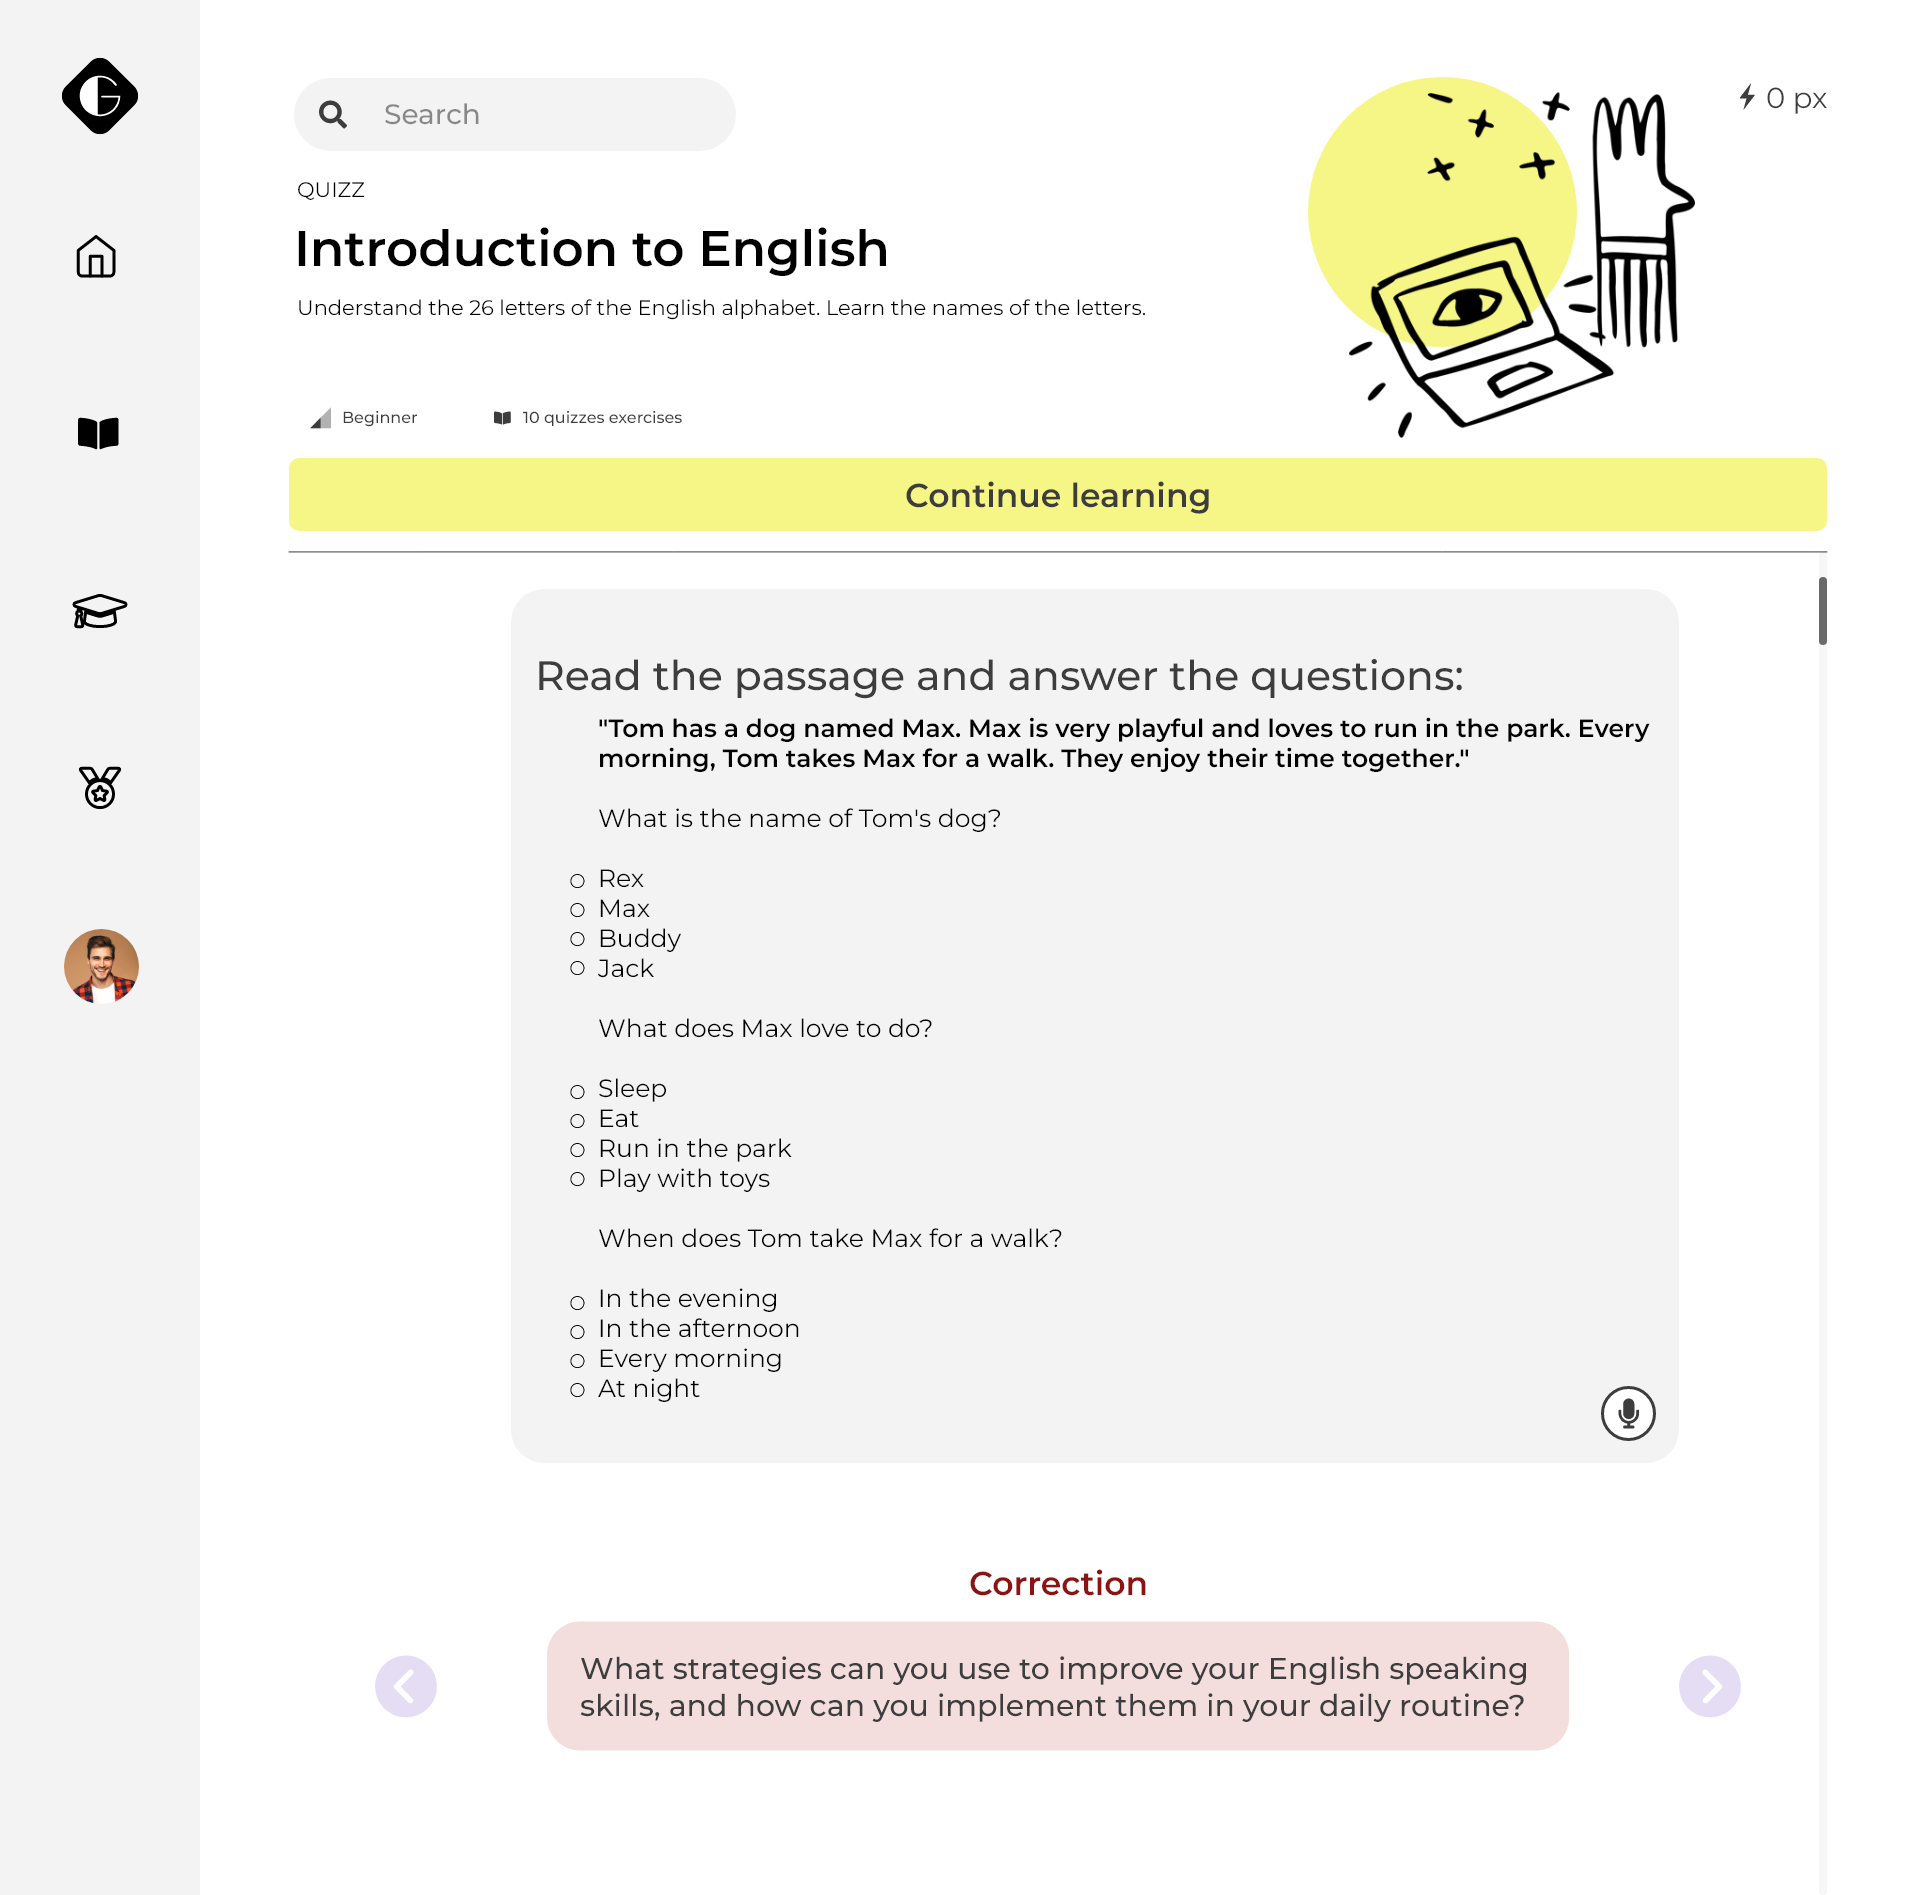 Search
0 px
QUIZZ
Introduction to English
Understand the 26 letters of the English alphabet. Learn the names of the letters.
Beginner
10 quizzes exercises
Continue learning
Read the passage and answer the questions:
"Tom has a dog named Max. Max is very playful and loves to run in the park. Every
morning, Tom takes Max for a walk. They enjoy their time together."
What is the name of Tom's dog?
Rex
Max
Buddy
Jack
What does Max love to do?
Sleep
Eat
Run in the park
Play with toys
When does Tom take Max for a walk?
In the evening
In the afternoon
Every morning
At night
Correction
What strategies can you use to improve your English speaking
skills, and how can you implement them in your daily routine?